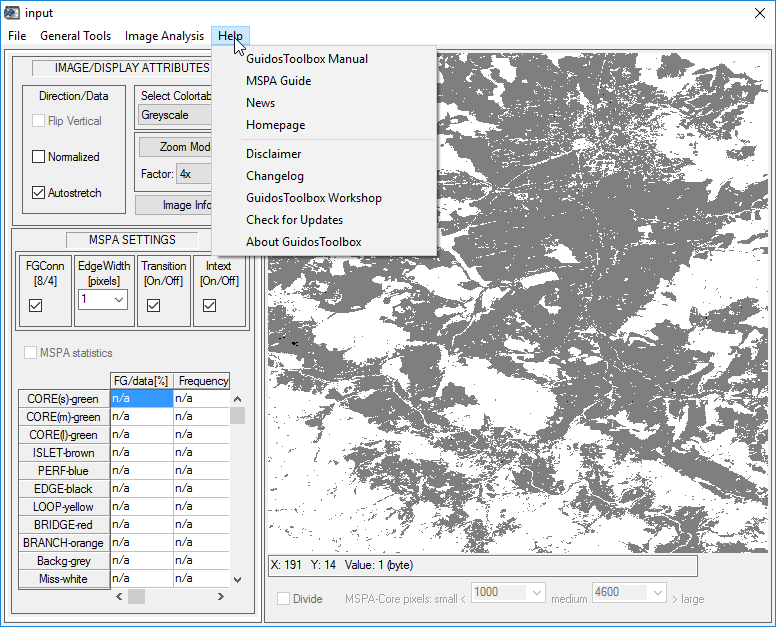 input
File General Tools Image Analysis Help
GuidosToolbox Manual
MSPA Guide
News
Homepage
Disclaimer
Changelog
GuidosToolbox Workshop
Check for Updates
About GuidosToolbox
IMAGE/DISPLAY ATTRIBUTES
Direction/Data
Flip Vertical
Normalized
Autostretch
Select Colortab
Greyscale
Zoom Mod
Factor: 4x
Image Info
MSPA SETTINGS
FGConn EdgeWidth Transition Intext
[8/4] [pixels] [On/Off] [On/Off]
1
MSPA statistics
FG/data[%] Frequency
CORE(s)-green n/a n/a
CORE(m)-green n/a n/a
CORE(l)-green n/a n/a
ISLET-brown n/a n/a
PERF-blue n/a n/a
EDGE-black n/a n/a
LOOP-yellow n/a n/a
BRIDGE-red n/a n/a
BRANCH-orange n/a n/a
Backg-grey n/a n/a
Miss-white n/a n/a
X: 191 Y: 14 Value: 1 (byte)
Divide MSPA-Core pixels: small < 1000 medium 4600 > large